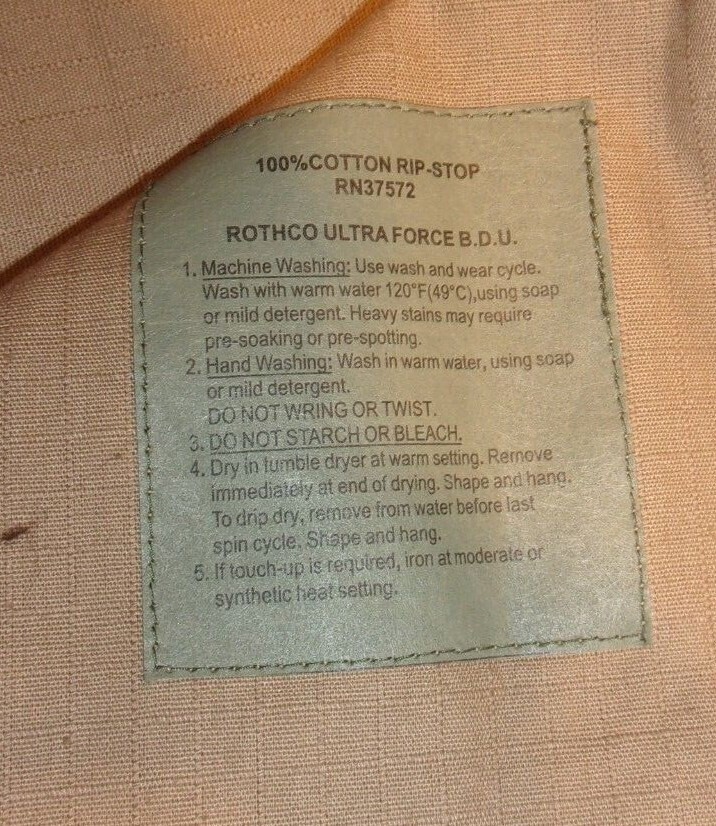 100%COTTON RIP-STOP
RN37572
ROTHCO ULTRA FORCE B.D.U.
1. Machine Washing: Use wash and wear cycle.
Wash with warm water 120°F(49°C),using soap
or mild detergent. Heavy stains may require
pre-soaking or pre-spotting.
2. Hand Washing: Wash in warm water, using soap
or mild detergent.
DO NOT WRING OR TWIST.
3. DO NOT STARCH OR BLEACH.
4. Dry in tumble dryer at warm setting. Remove
immediately at end of drying. Shape and hang.
To drip dry, remove from water before last
spin cycle. Shape and hang.
5. If touch-up is required, iron at moderate or
synthetic heat setting.